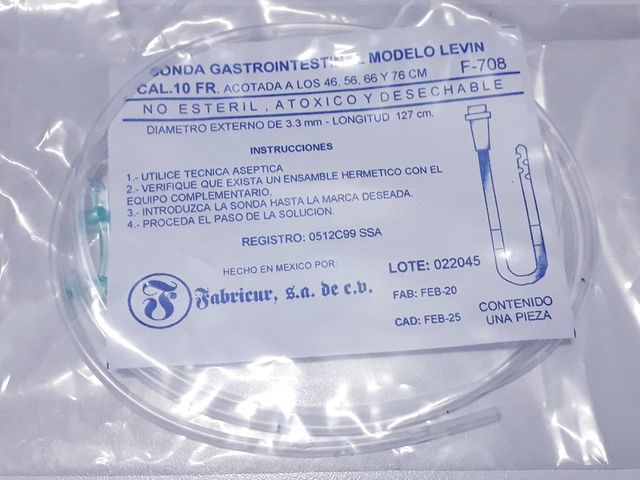 SONDA GASTROINTESTINAL MODELO LEVIN
CAL.10 FR. ACOTADA A LOS 46, 56, 66 Y 76 CM F-708
NO ESTERIL, ATOXICO Y DESECHABLE
DIAMETRO EXTERNO DE 3.3 mm - LONGITUD 127 cm.
INSTRUCCIONES
1.- UTILICE TECNICA ASEPTICA
2.- VERIFIQUE QUE EXISTA UN ENSAMBLE HERMETICO CON EL
EQUIPO COMPLEMENTARIO.
3.- INTRODUZCA LA SONDA HASTA LA MARCA DESEADA.
4.- PROCEDA EL PASO DE LA SOLUCION.
REGISTRO: 0512C99 SSA
HECHO EN MEXICO POR:
Fabricur, s.a. de c.v.
LOTE: 022045
FAB: FEB-20
CAD: FEB-25
CONTENIDO
UNA PIEZA